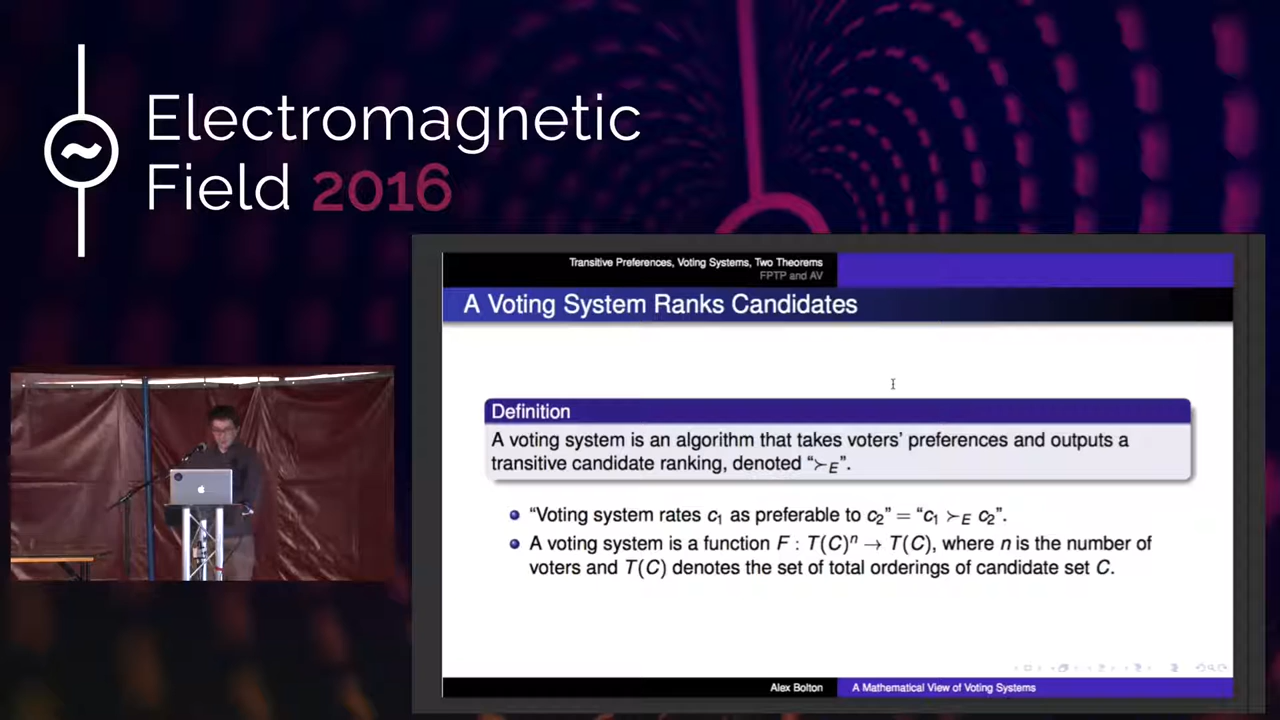 Electromagnetic
Field 2016
Transitive Preferences, Voting Systems, Two Theorems
FPTP and AV
A Voting System Ranks Candidates
Definition
A voting system is an algorithm that takes voters' preferences and outputs a
transitive candidate ranking, denoted “≻E”.
“Voting system rates c1 as preferable to c2” = “c1 ≻E c2”.
A voting system is a function F : T(C)^n → T(C), where n is the number of
voters and T(C) denotes the set of total orderings of candidate set C.
Alex Bolton
A Mathematical View of Voting Systems